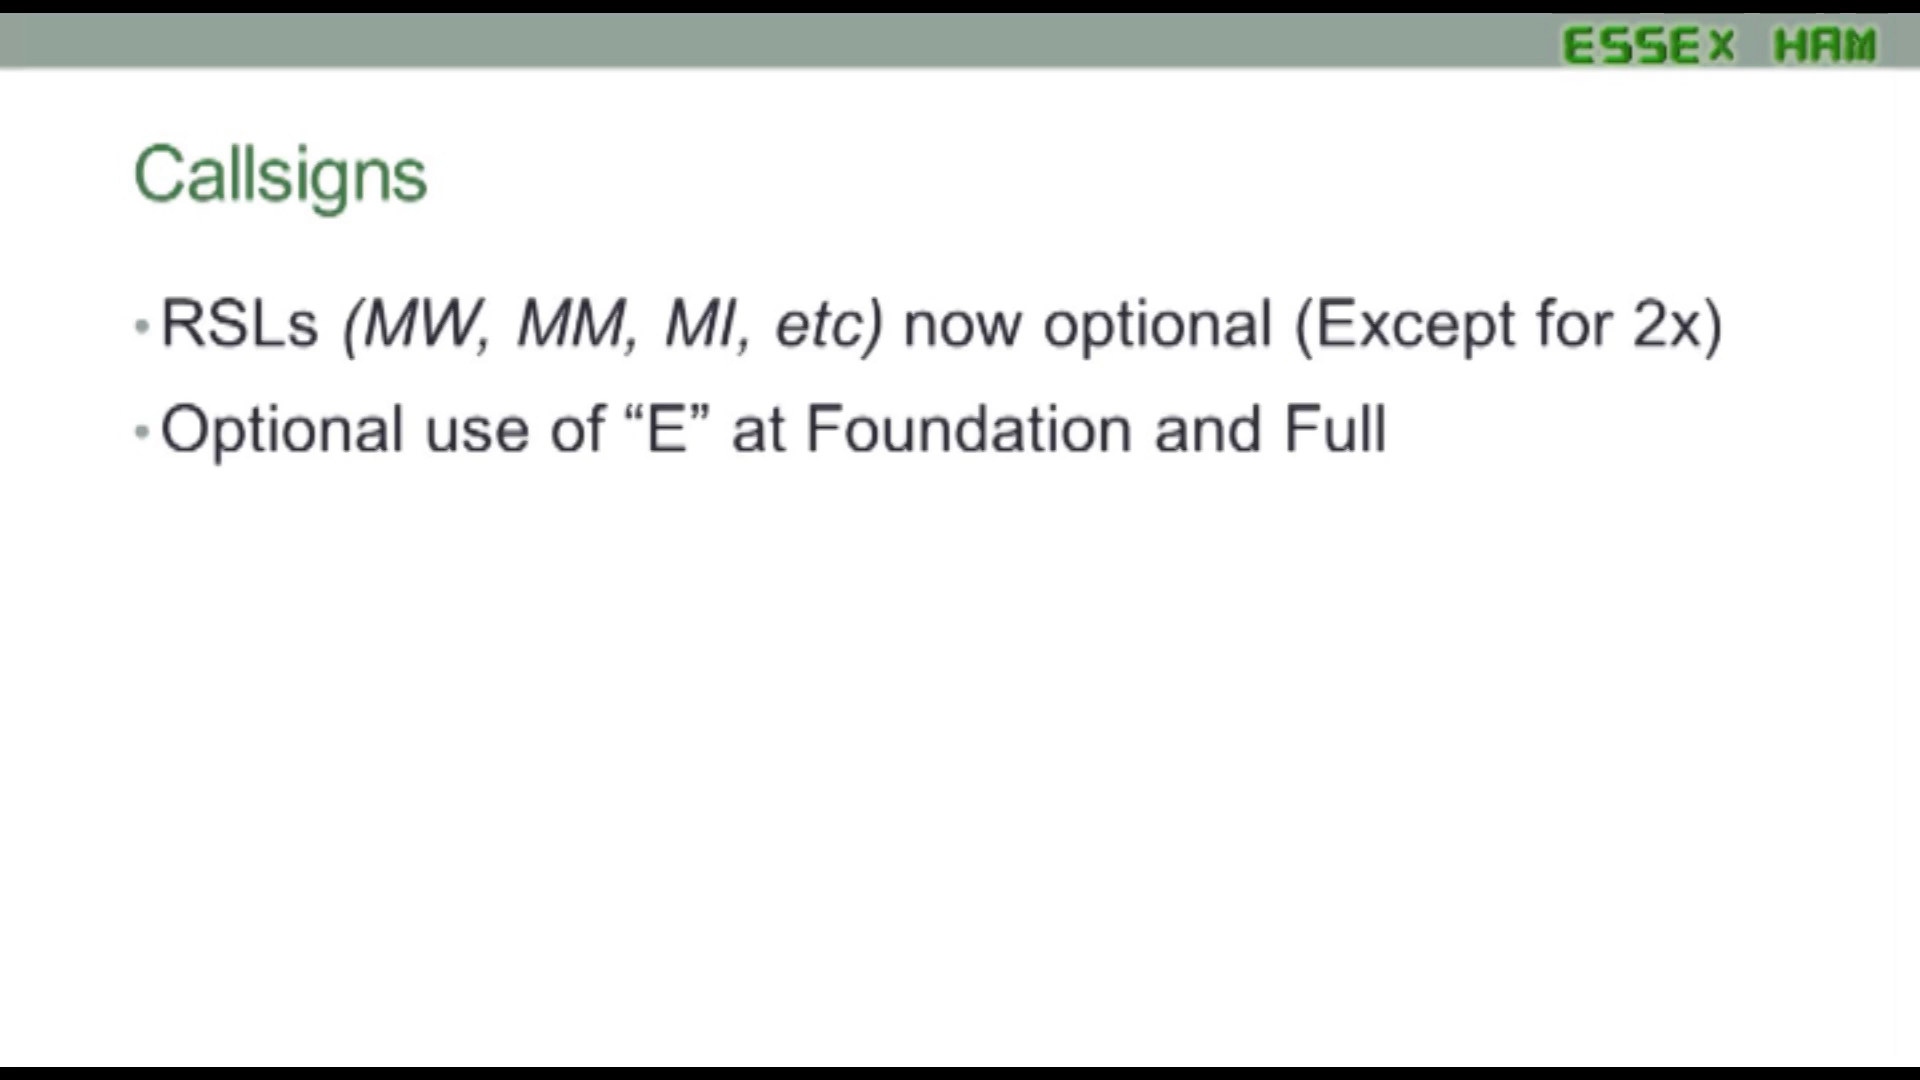 ESSEX HAM
Callsigns
• RSLs (MW, MM, MI, etc) now optional (Except for 2x)
• Optional use of “E” at Foundation and Full